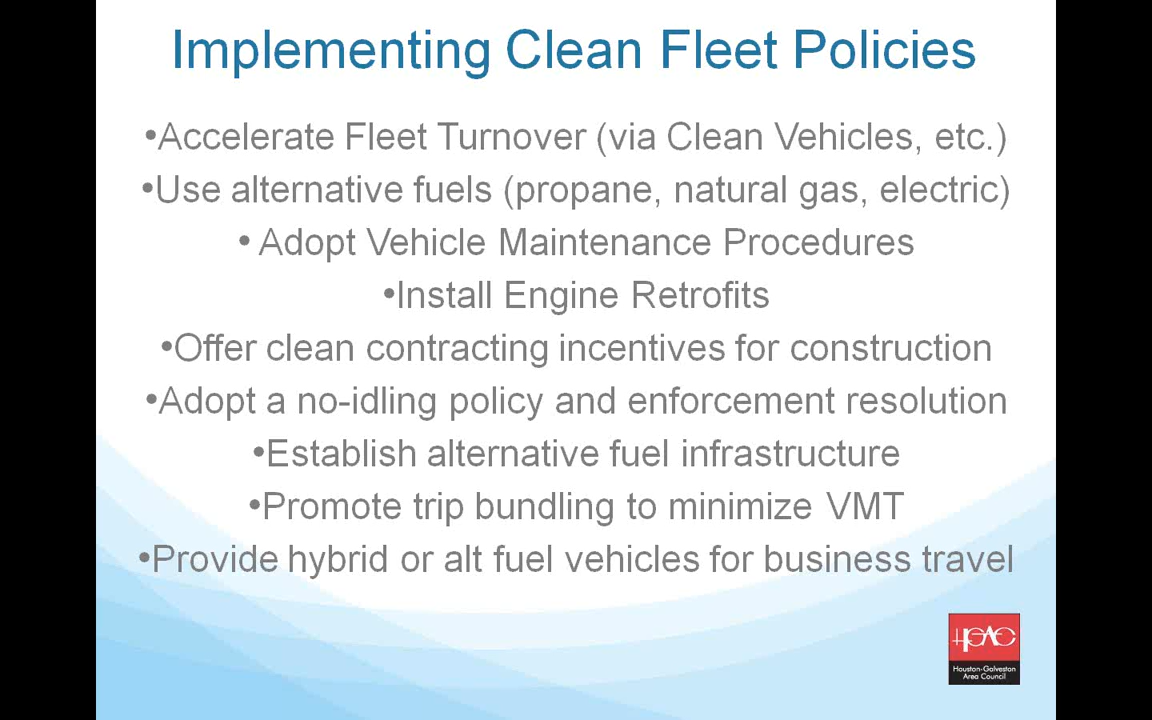 Implementing Clean Fleet Policies
•Accelerate Fleet Turnover (via Clean Vehicles, etc.)
•Use alternative fuels (propane, natural gas, electric)
• Adopt Vehicle Maintenance Procedures
•Install Engine Retrofits
•Offer clean contracting incentives for construction
•Adopt a no-idling policy and enforcement resolution
•Establish alternative fuel infrastructure
•Promote trip bundling to minimize VMT
•Provide hybrid or alt fuel vehicles for business travel
HGAC
Houston-Galveston
Area Council